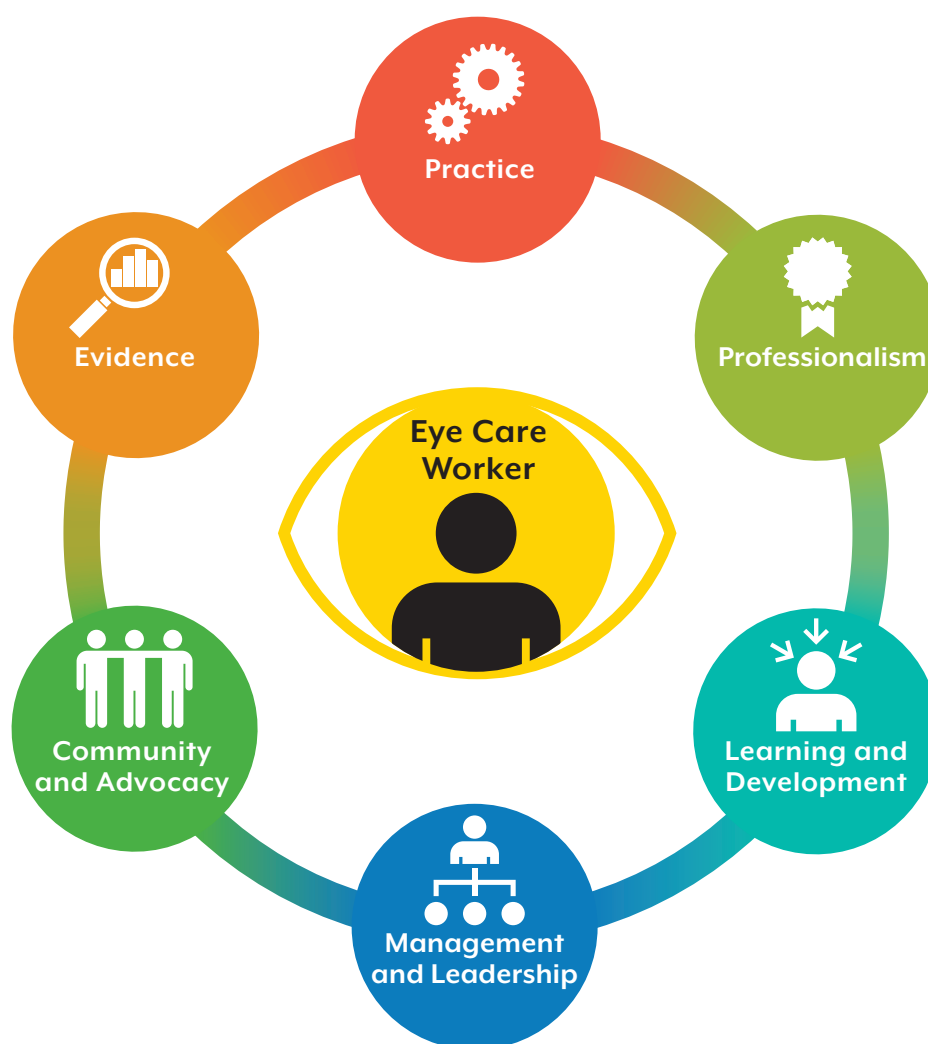 Practice
Professionalism
Evidence
Eye Care
Worker
Community
and Advocacy
Learning and
Development
Management
and Leadership